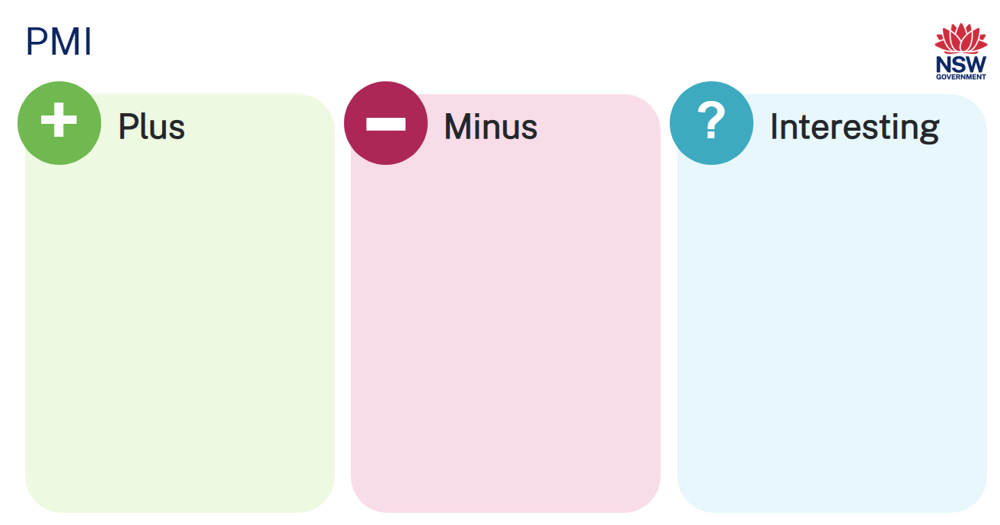 PMI
NSW
GOVERNMENT
Plus
Minus
Interesting